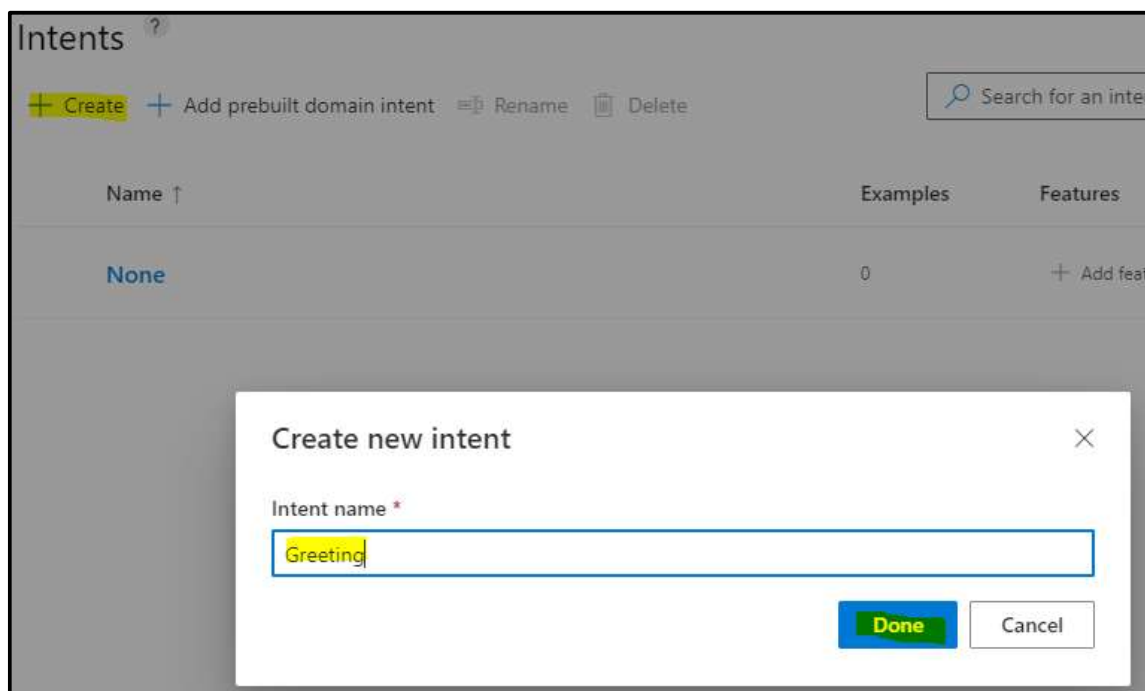 Intents ?
+ Create + Add prebuilt domain intent Rename Delete Search for an inte
Name ↑ Examples Features
None 0 + Add feat
Create new intent
Intent name *
Greeting
Done Cancel